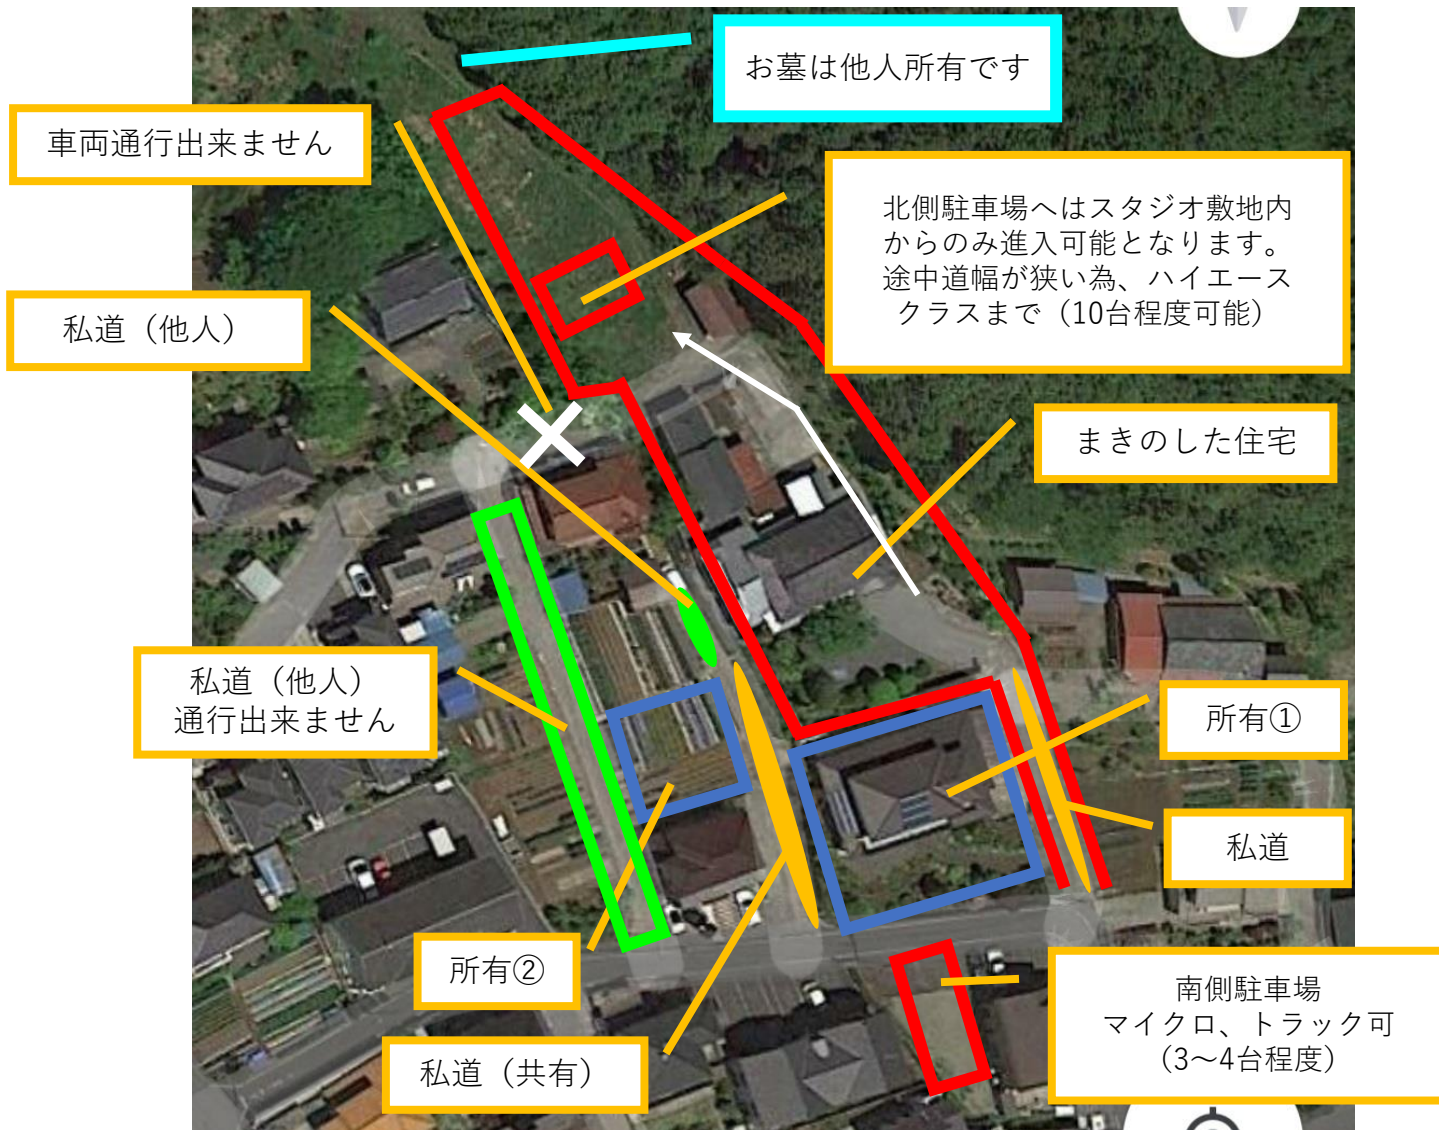 お墓は他人所有です
車両通行出来ません
北側駐車場へはスタジオ敷地内
からのみ進入可能となります。
途中道幅が狭い為、ハイエース
クラスまで（10台程度可能）
私道（他人）
まきのした住宅
私道（他人）
通行出来ません
所有①
私道
所有②
南側駐車場
マイクロ、トラック可
（3～4台程度）
私道（共有）